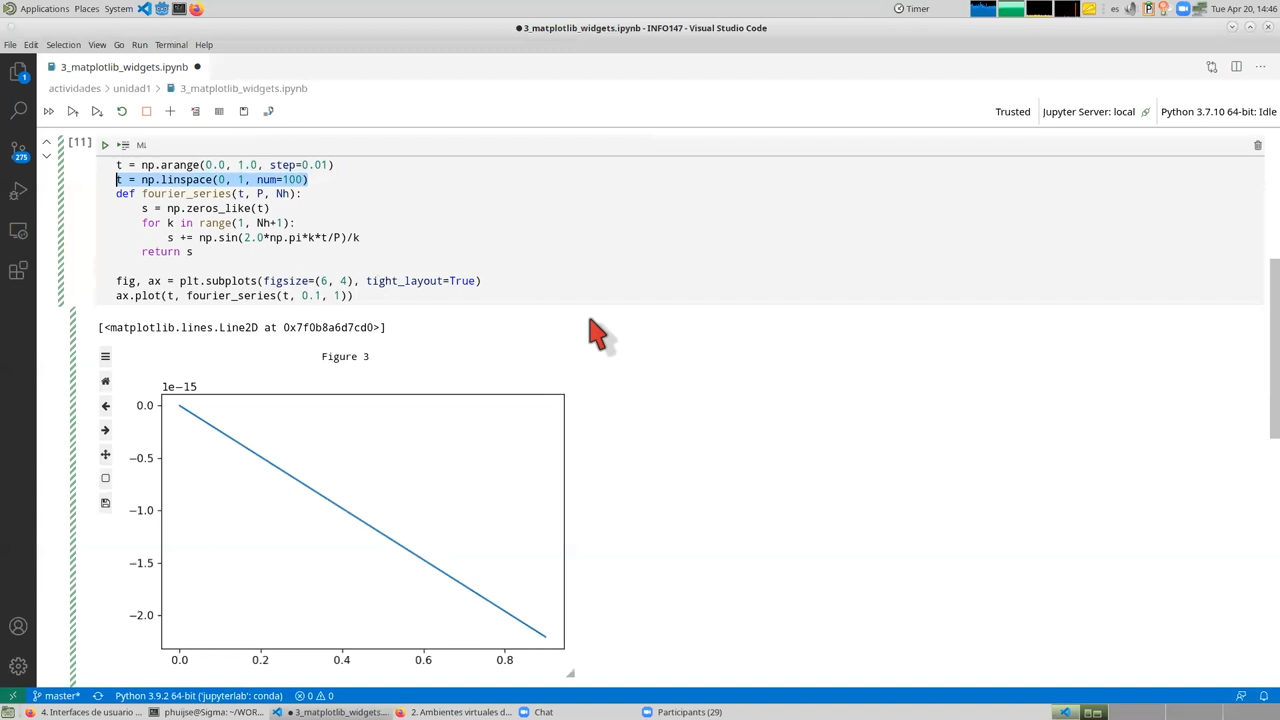 Applications Places System
Timer
es
Tue Apr 20, 14:46
● 3_matplotlib_widgets.ipynb - INFO147 - Visual Studio Code
File Edit Selection View Go Run Terminal Help
3_matplotlib_widgets.ipynb ●
actividades > unidad1 > 3_matplotlib_widgets.ipynb
Trusted Jupyter Server: local Python 3.7.10 64-bit: Idle
[11]
t = np.arange(0.0, 1.0, step=0.01)
t = np.linspace(0, 1, num=100)
def fourier_series(t, P, Nh):
s = np.zeros_like(t)
for k in range(1, Nh+1):
s += np.sin(2.0*np.pi*k*t/P)/k
return s
fig, ax = plt.subplots(figsize=(6, 4), tight_layout=True)
ax.plot(t, fourier_series(t, 0.1, 1))
[<matplotlib.lines.Line2D at 0x7f0b8a6d7cd0>]
Figure 3
1e−15
0.0
−0.5
−1.0
−1.5
−2.0
0.0 0.2 0.4 0.6 0.8
1
275
master* Python 3.9.2 64-bit ('jupyterlab': conda) 0 0
4. Interfaces de usuario ... phuijse@Sigma: ~/WOR... ● 3_matplotlib_widgets.... 2. Ambientes virtuales d... Chat Participants (29)